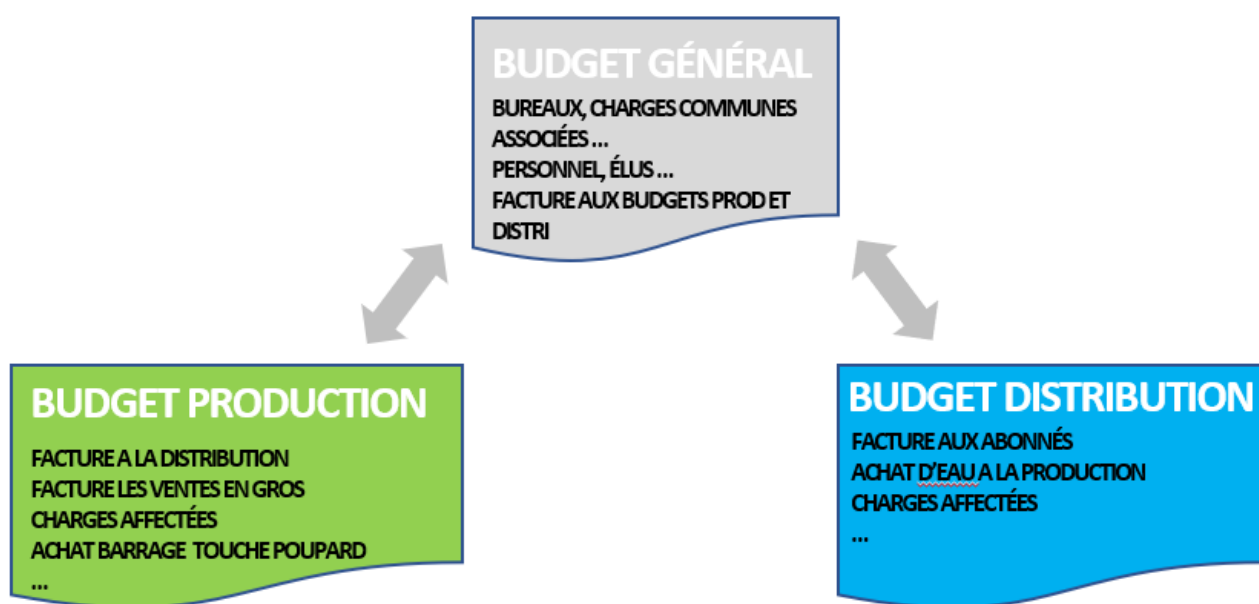 BUDGET GÉNÉRAL
BUREAUX, CHARGES COMMUNES
ASSOCIÉES ...
PERSONNEL, ÉLUS ...
FACTURE AUX BUDGETS PROD ET
DISTRI
BUDGET PRODUCTION
FACTURE A LA DISTRIBUTION
FACTURE LES VENTES EN GROS
CHARGES AFFECTÉES
ACHAT BARRAGE TOUCHE POUPARD
...
BUDGET DISTRIBUTION
FACTURE AUX ABONNÉS
ACHAT D'EAU A LA PRODUCTION
CHARGES AFFECTÉES
...